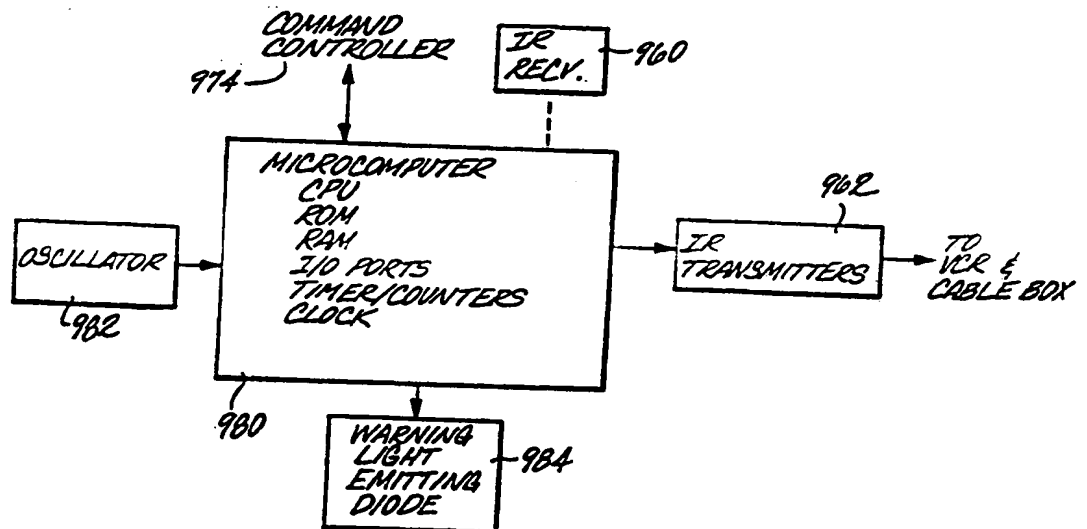 COMMAND
CONTROLLER
974
IR
RECV.
960
MICROCOMPUTER
CPU
ROM
RAM
I/O PORTS
TIMER/COUNTERS
CLOCK
980
OSCILLATOR
982
962
IR
TRANSMITTERS
TO
VCR &
CABLE BOX
WARNING
LIGHT
EMITTING
DIODE
984